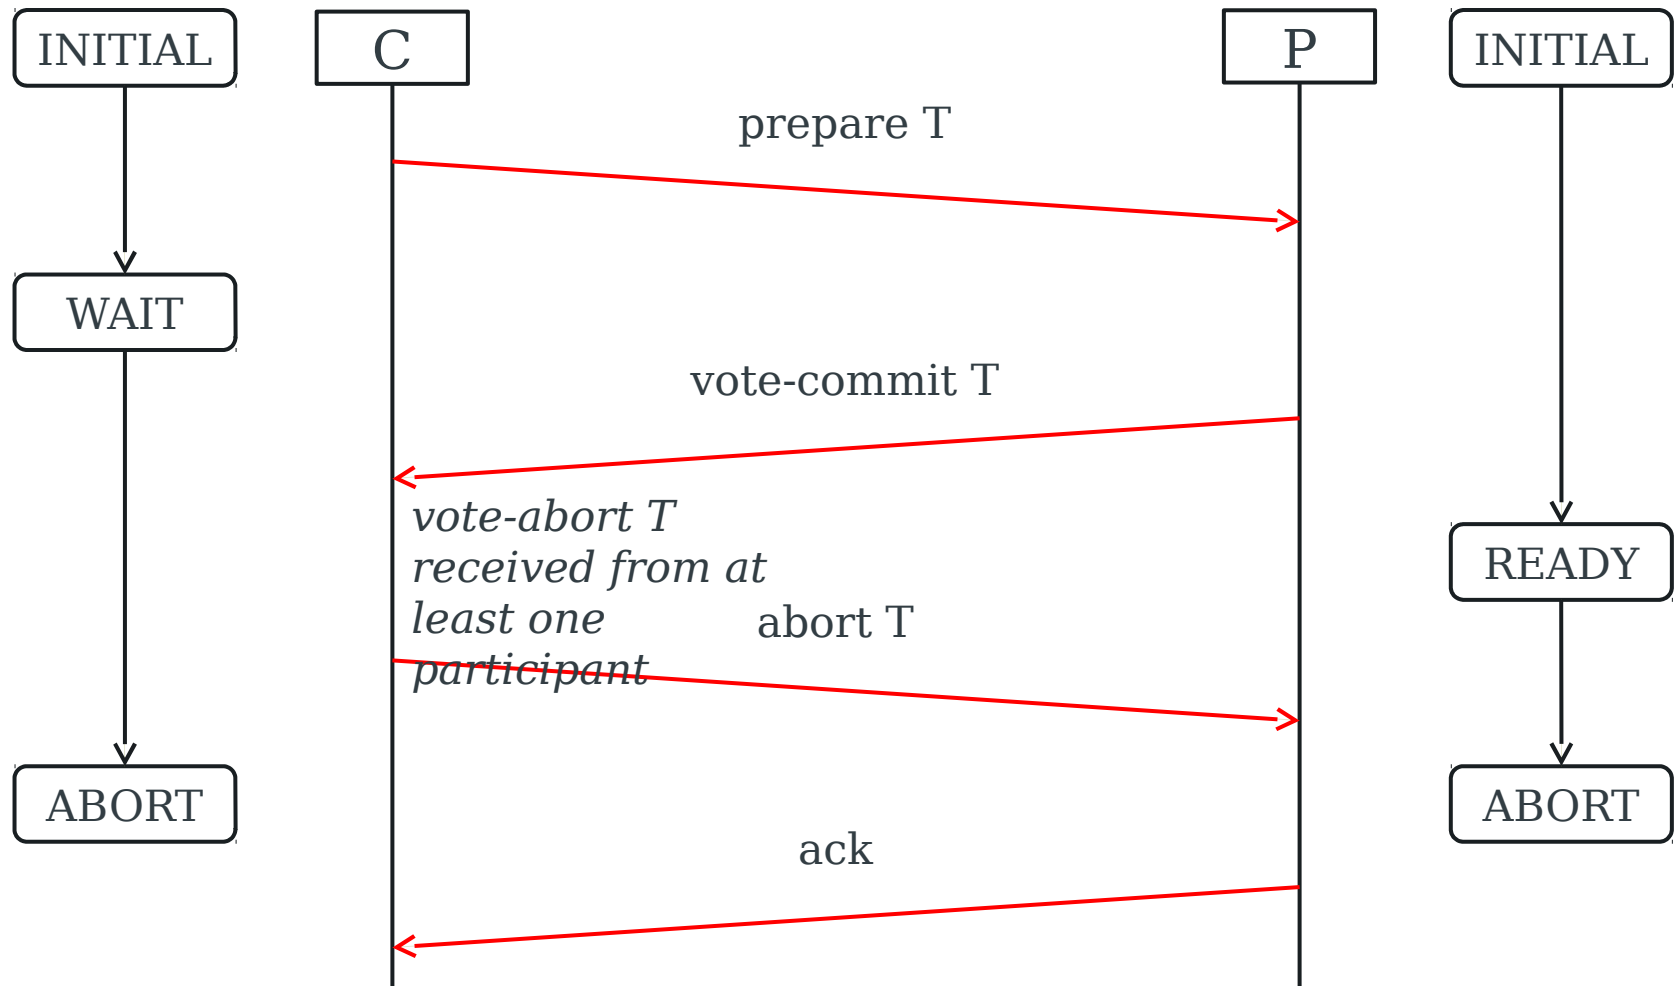 INITIAL
C
P
INITIAL
prepare T
WAIT
vote-commit T
vote-abort T
received from at
least one
participant
abort T
READY
ABORT
ABORT
ack